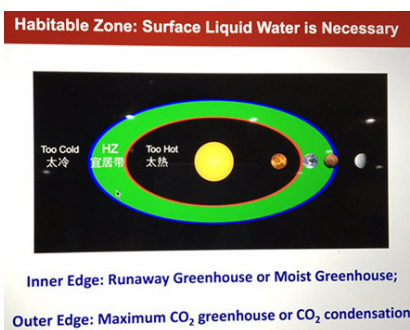 Habitable Zone: Surface Liquid Water is Necessary
Too Cold
太冷
HZ
宜居带
Too Hot
太热
Inner Edge: Runaway Greenhouse or Moist Greenhouse;
Outer Edge: Maximum CO₂ greenhouse or CO₂ condensation